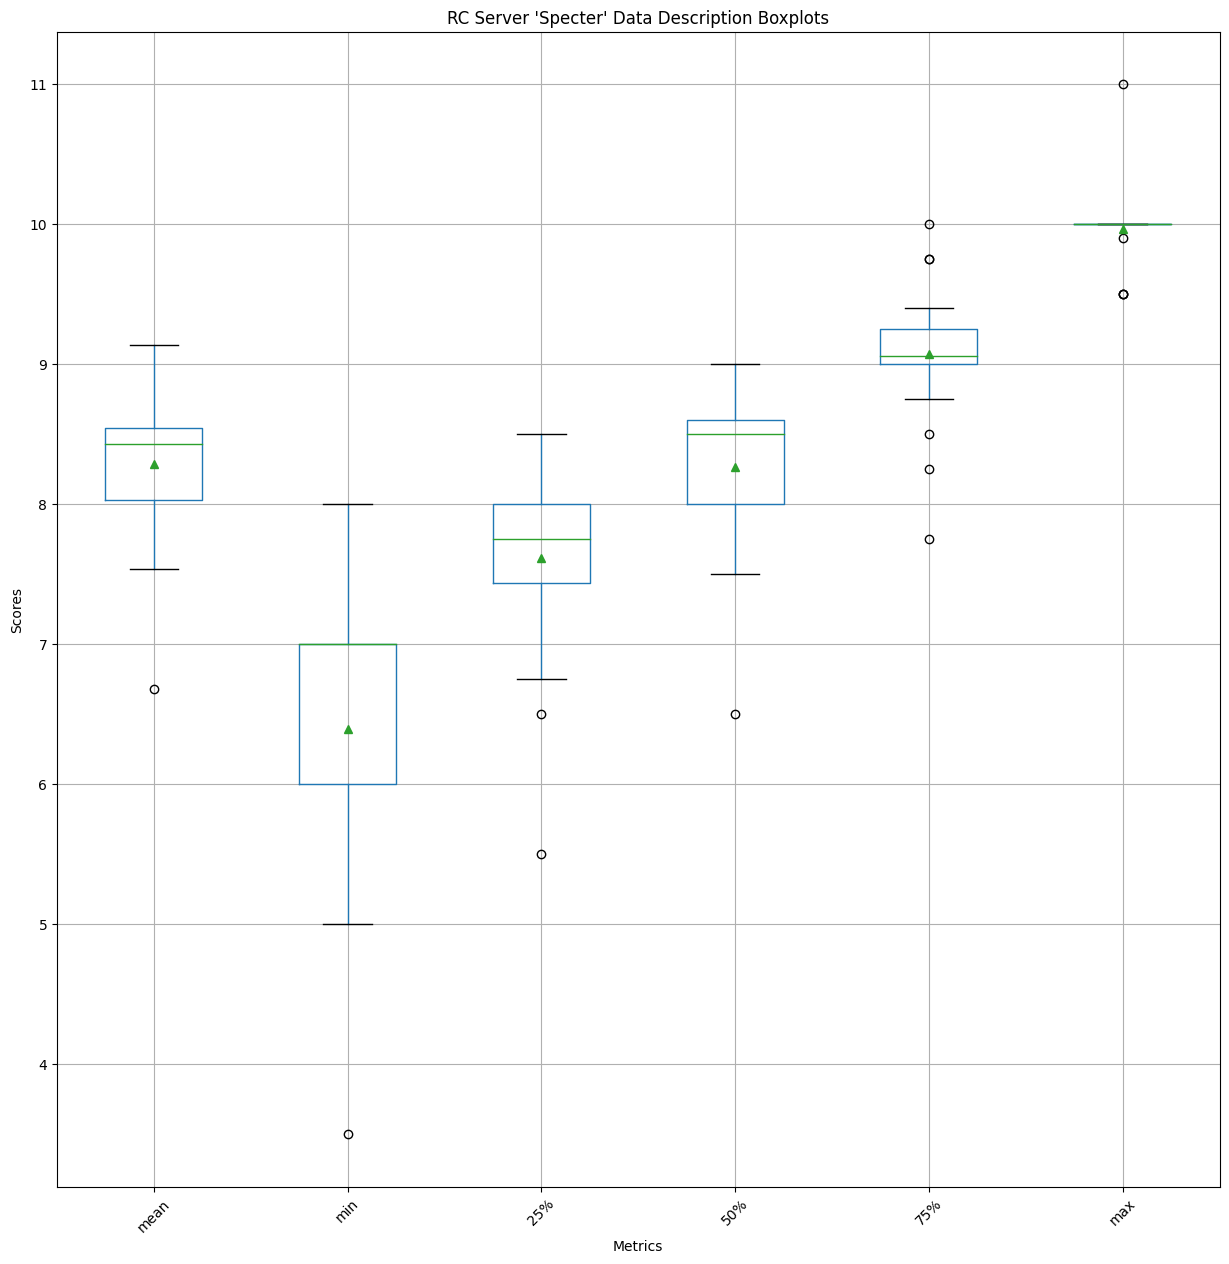 RC Server 'Specter' Data Description Boxplots
11
10
9
8
7
6
5
4
Scores
mean
min
25%
50%
75%
max
Metrics